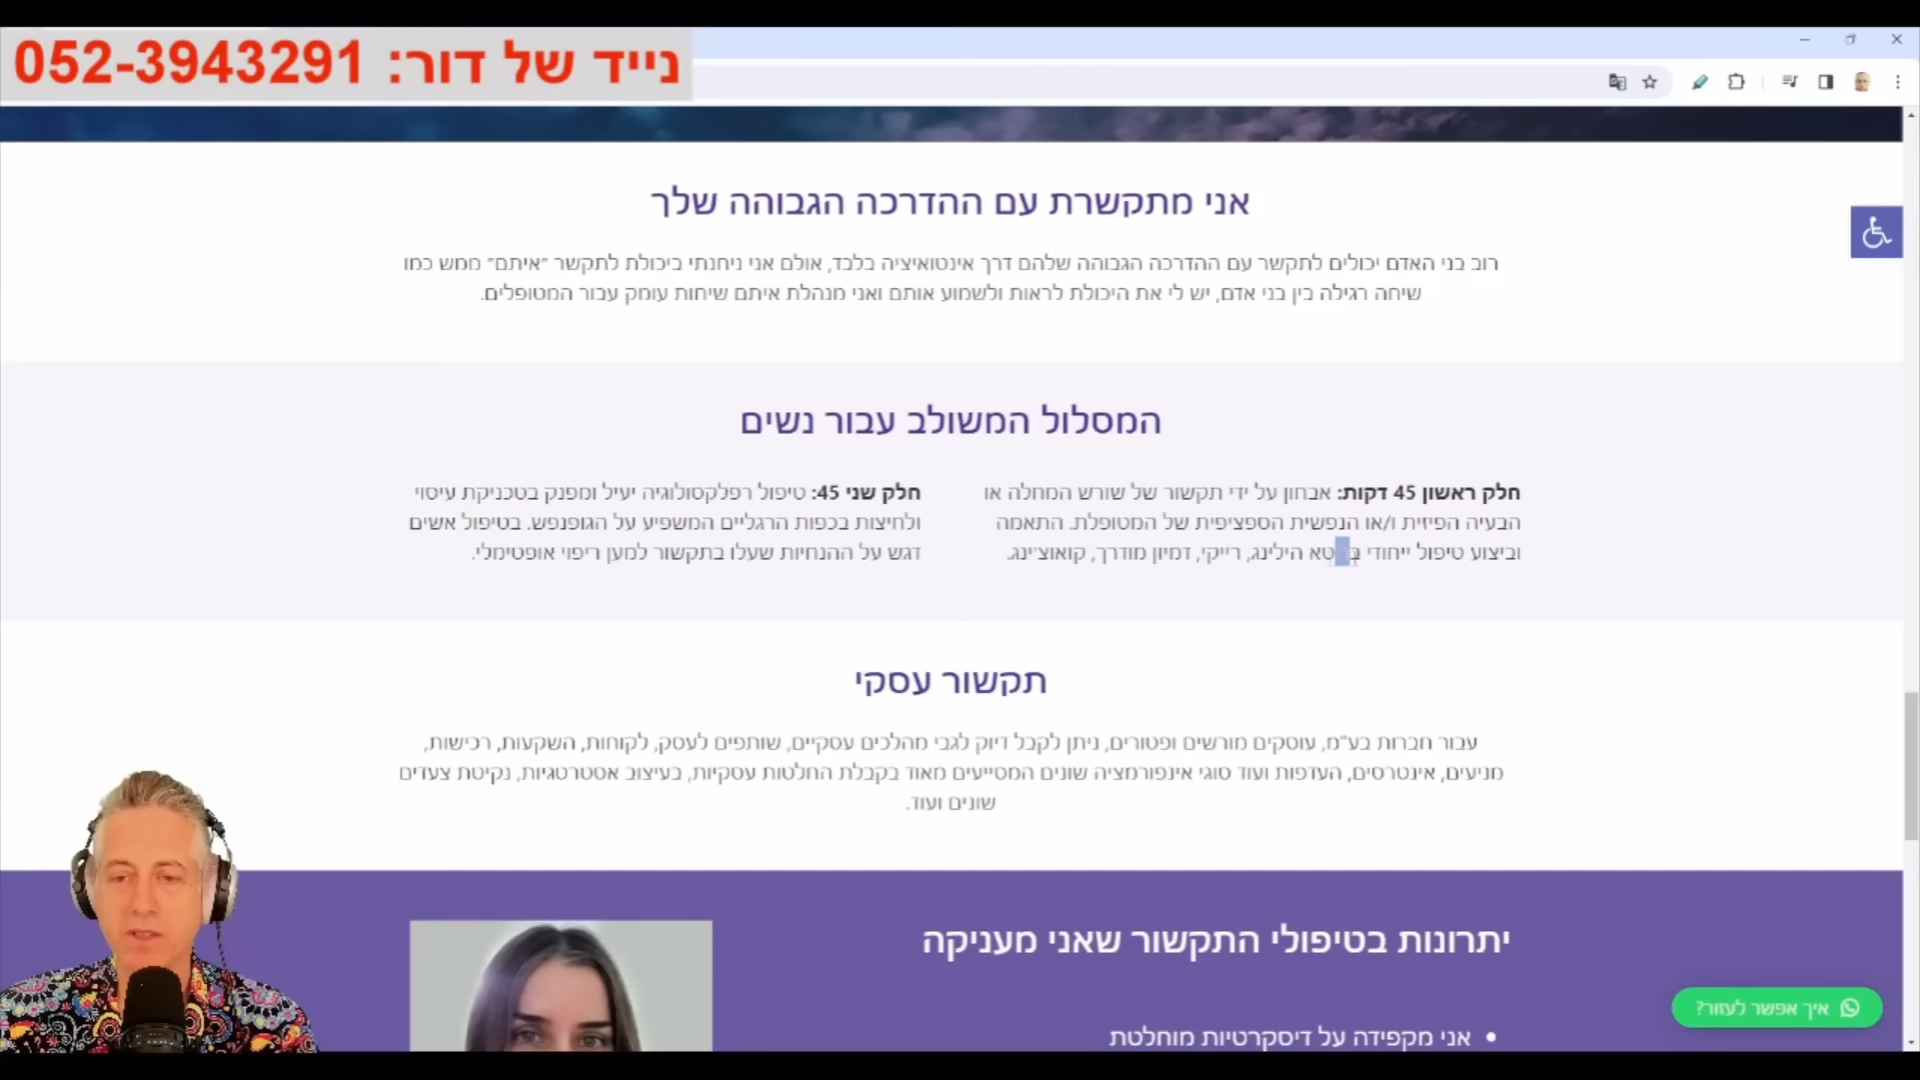 נייד של דור: 052-3943291
אני מתקשרת עם ההדרכה הגבוהה שלך
רוב בני האדם יכולים לתקשר עם ההדרכה הגבוהה שלהם דרך אינטואיציה בלבד, אולם אני ניחנתי ביכולת לתקשר "איתם" ממש כמו
שיחה רגילה בין בני אדם, יש לי את היכולת לראות ולשמוע אותם ואני מנהלת איתם שיחות עומק עבור המטופלים.
המסלול המשולב עבור נשים
חלק ראשון 45 דקות: אבחון על ידי תקשור של שורש המחלה או
הבעיה הפיזית ו/או הנפשית הספציפית של המטופלת. התאמה
וביצוע טיפול ייחודי הילינג, רייקי, דמיון מודרך, קואוצ'ינג.
חלק שני 45: טיפול רפלקסולוגיה יעיל ומפנק בטכניקת עיסוי
ולחיצות בכפות הרגליים המשפיע על הגופנפש. בטיפול אשים
דגש על ההנחיות שעלו בתקשור למען ריפוי אופטימלי.
תקשור עסקי
עבור חברות בע"מ, עוסקים מורשים ופטורים, ניתן לקבל דיוק לגבי מהלכים עסקיים, שותפים לעסק, לקוחות, השקעות, רכישות,
מניעים, אינטרסים, העדפות ועוד סוגי אינפורמציה שונים המסייעים מאוד בקבלת החלטות עסקיות, בעיצוב אסטרטגיות, נקיטת צעדים
שונים ועוד.
יתרונות בטיפולי התקשור שאני מעניקה
• אני מקפידה על דיסקרטיות מוחלטת
איך אפשר לעזור?